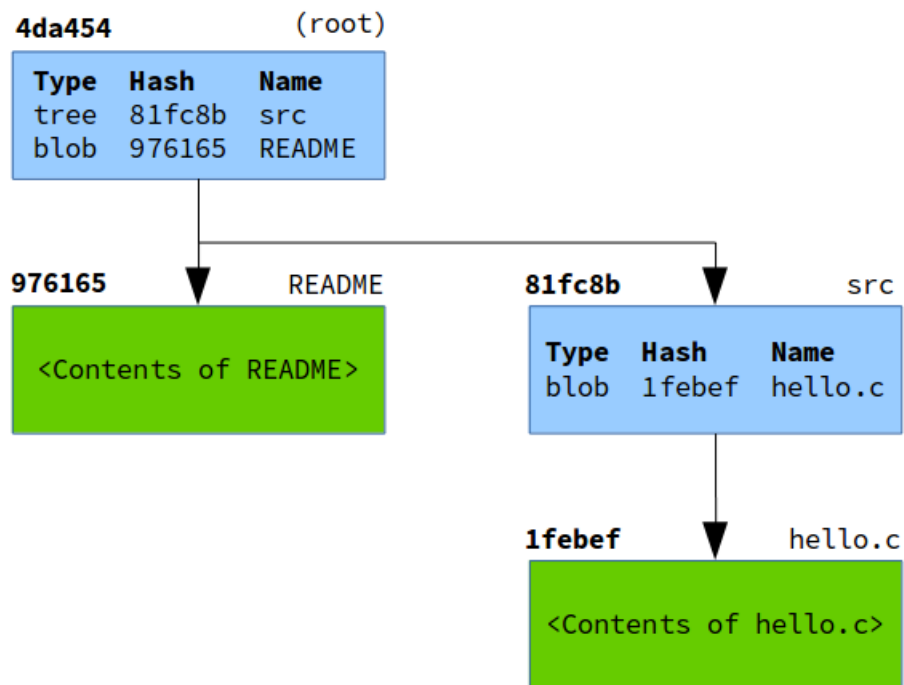 4da454 (root)
Type Hash Name
tree 81fc8b src
blob 976165 README
976165 README
<Contents of README>
81fc8b src
Type Hash Name
blob 1febef hello.c
1febef hello.c
<Contents of hello.c>